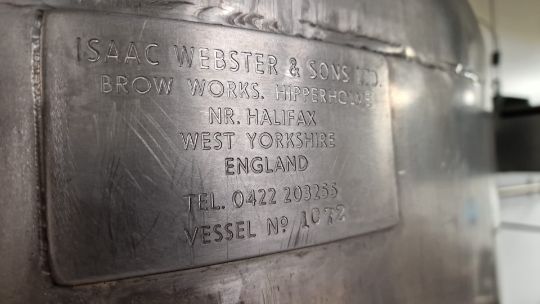 ISAAC WEBSTER & SONS LTD.
BROW WORKS. HIPPERHOLME
NR. HALIFAX
WEST YORKSHIRE
ENGLAND
TEL. 0422 203255
VESSEL Nº 1072